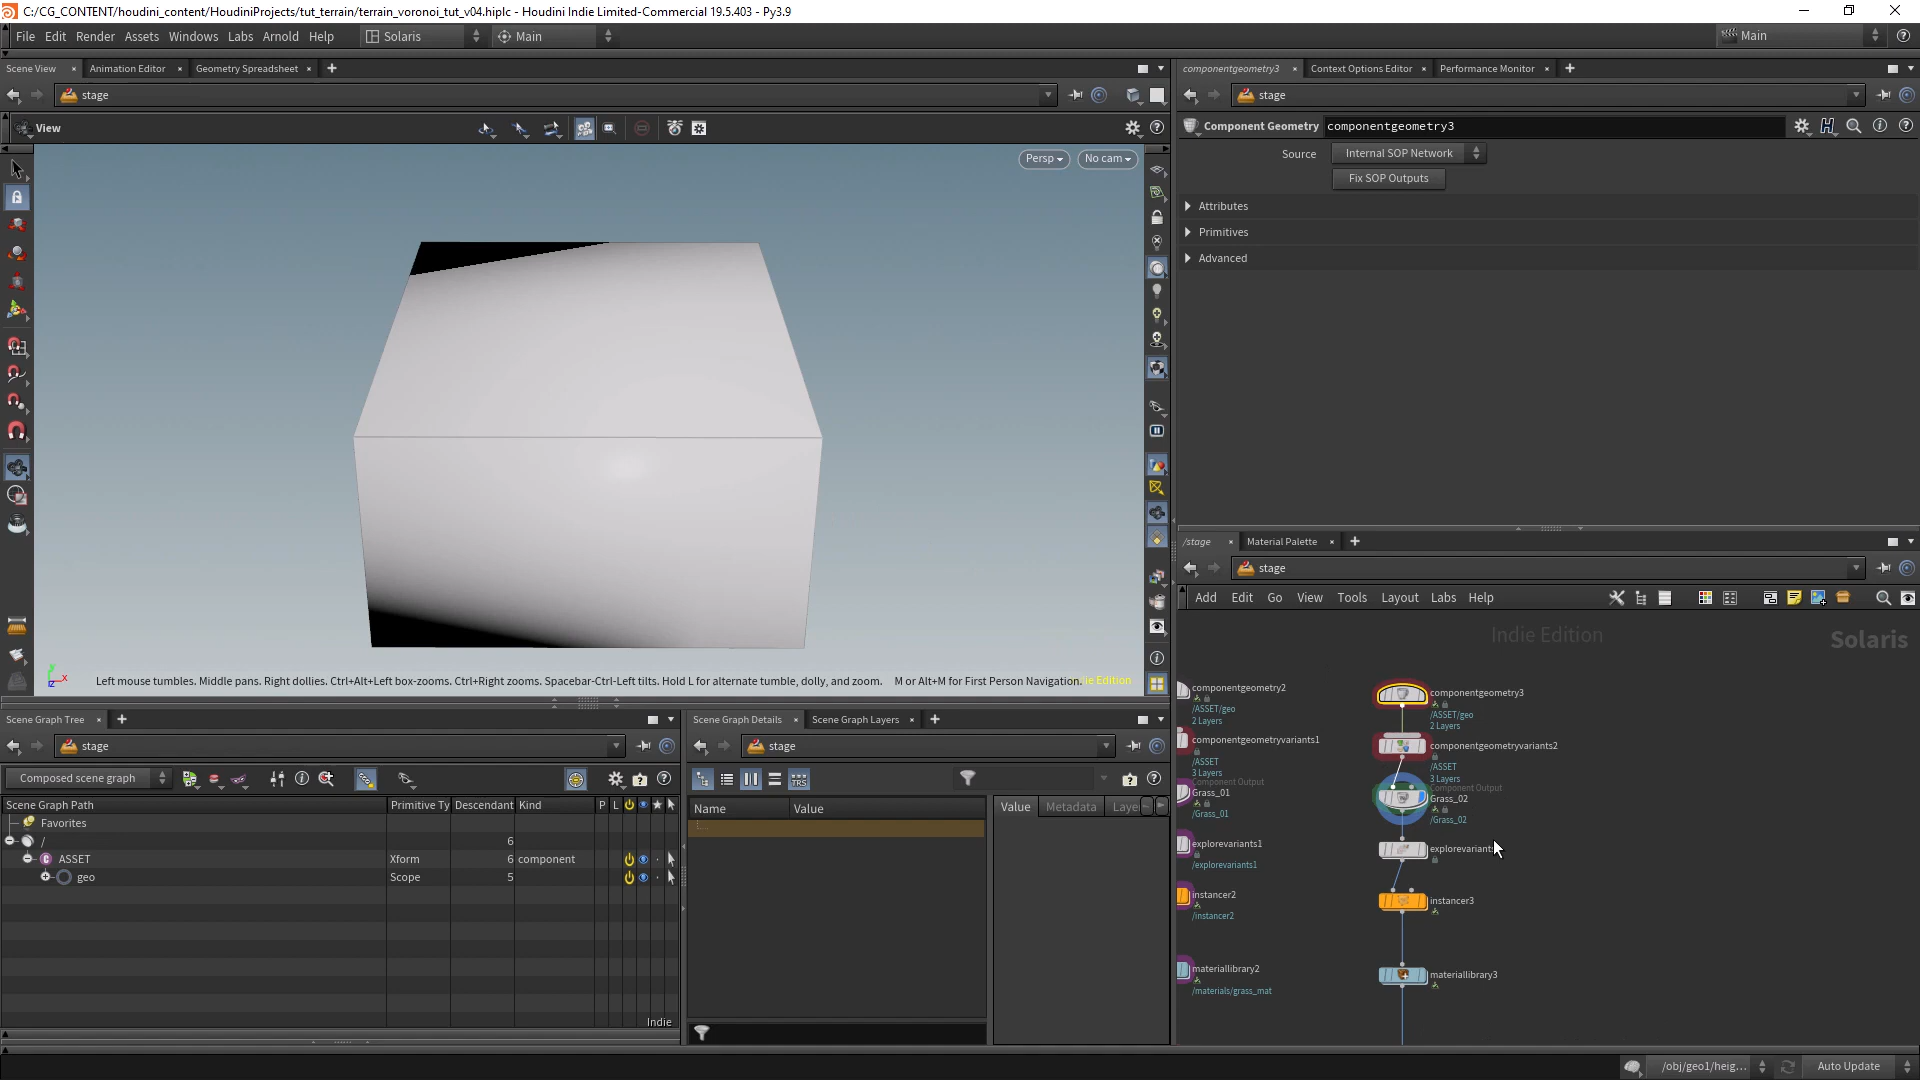 C:/CG_CONTENT/houdini_content/HoudiniProjects/tut_terrain/terrain_voronoi_tut_v04.hiplc - Houdini Indie Limited-Commercial 19.5.403 - Py3.9
File Edit Render Assets Windows Labs Arnold Help Solaris Main Main
Scene View Animation Editor Geometry Spreadsheet
stage
View
Persp No cam
Left mouse tumbles. Middle pans. Right dollies. Ctrl+Alt+Left box-zooms. Ctrl+Right zooms. Spacebar-Ctrl-Left tilts. Hold L for alternate tumble, dolly, and zoom. M or Alt+M for First Person Navigation. Edition
componentgeometry3 Context Options Editor Performance Monitor
stage
Component Geometry componentgeometry3
Source Internal SOP Network
Fix SOP Outputs
Attributes
Primitives
Advanced
/stage Material Palette
stage
Add Edit Go View Tools Layout Labs Help
Indie Edition
Solaris
componentgeometry2
/ASSET/geo
2 Layers
componentgeometryvariants1
/ASSET
3 Layers
Component Output
Grass_01
/Grass_01
explorevariants1
/explorevariants1
instancer2
/instancer2
materiallibrary2
/materials/grass_mat
componentgeometry3
/ASSET/geo
2 Layers
componentgeometryvariants2
/ASSET
3 Layers
Component Output
Grass_02
/Grass_02
explorevariants
instancer3
materiallibrary3
Scene Graph Tree
stage
Composed scene graph
Scene Graph Path Primitive Ty Descendant Kind P L
Favorites
/ 6
ASSET Xform 6 component
geo Scope 5
Indie
Scene Graph Details Scene Graph Layers
stage
Name Value
Value Metadata Laye
/obj/geo1/heig... Auto Update